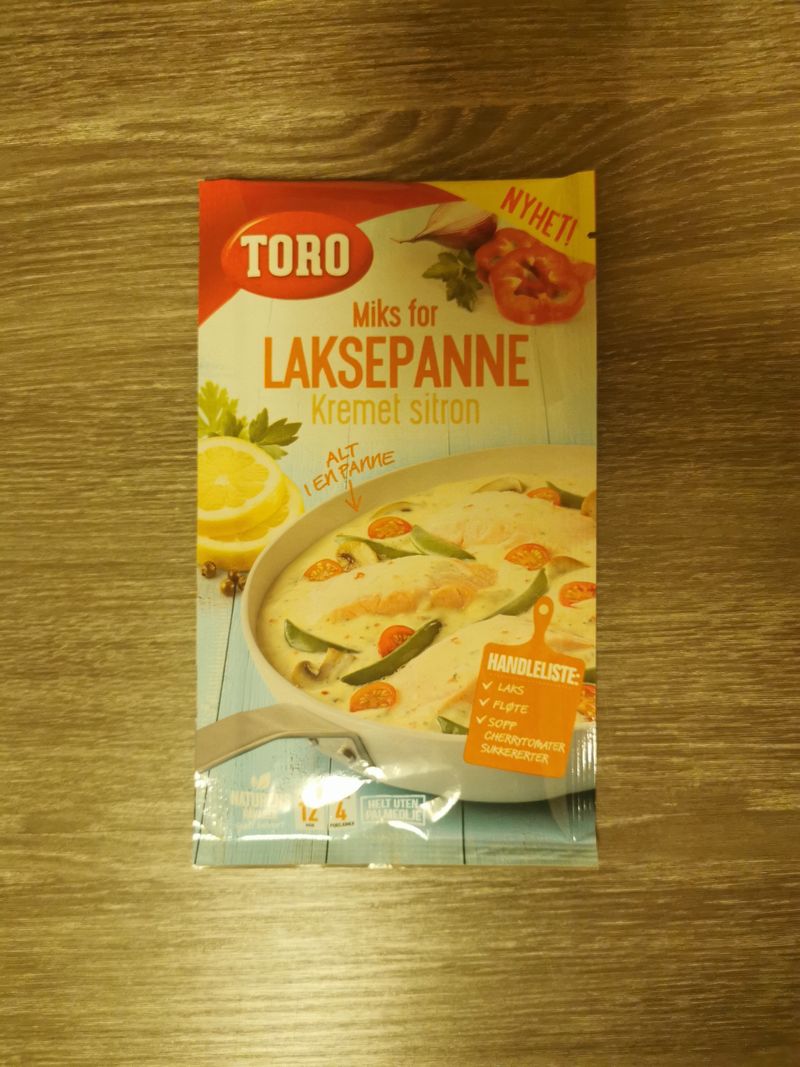 NYHET!
TORO
Miks for
LAKSEPANNE
Kremet sitron
ALT
I EN PANNE
HANDLELISTE:
LAKS
FLØTE
SOPP
CHERRYTOMATER
SUKKERERTER
12
4
PORSJONER
HELT UTEN
PALMEOLJE